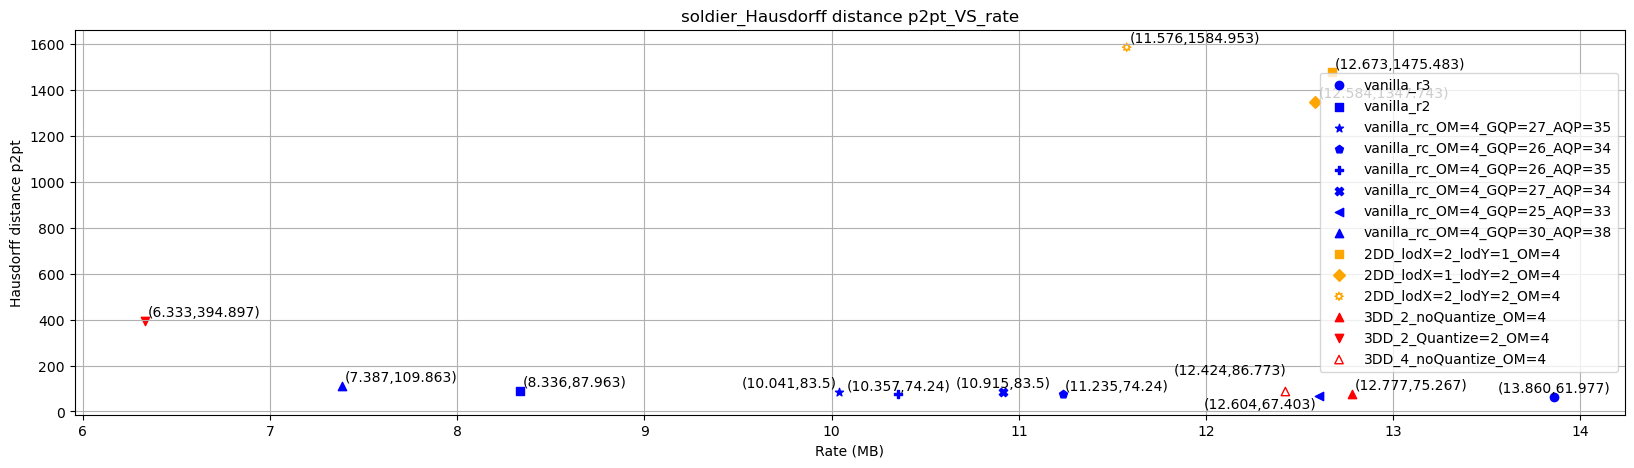 soldier_Hausdorff distance p2pt_VS_rate
Hausdorff distance p2pt
1600
1400
1200
1000
800
600
400
200
0
(11.576,1584.953)
(12.673,1475.483)
(12.584,1347.743)
(6.333,394.897)
(7.387,109.863)
(8.336,87.963)
(10.041,83.5)
(10.357,74.24)
(10.915,83.5)
(11.235,74.24)
(12.424,86.773)
(12.604,67.403)
(12.777,75.267)
(13.860,61.977)
vanilla_r3
vanilla_r2
vanilla_rc_OM=4_GQP=27_AQP=35
vanilla_rc_OM=4_GQP=26_AQP=34
vanilla_rc_OM=4_GQP=26_AQP=35
vanilla_rc_OM=4_GQP=27_AQP=34
vanilla_rc_OM=4_GQP=25_AQP=33
vanilla_rc_OM=4_GQP=30_AQP=38
2DD_lodX=2_lodY=1_OM=4
2DD_lodX=1_lodY=2_OM=4
2DD_lodX=2_lodY=2_OM=4
3DD_2_noQuantize_OM=4
3DD_2_Quantize=2_OM=4
3DD_4_noQuantize_OM=4
6 7 8 9 10 11 12 13 14
Rate (MB)